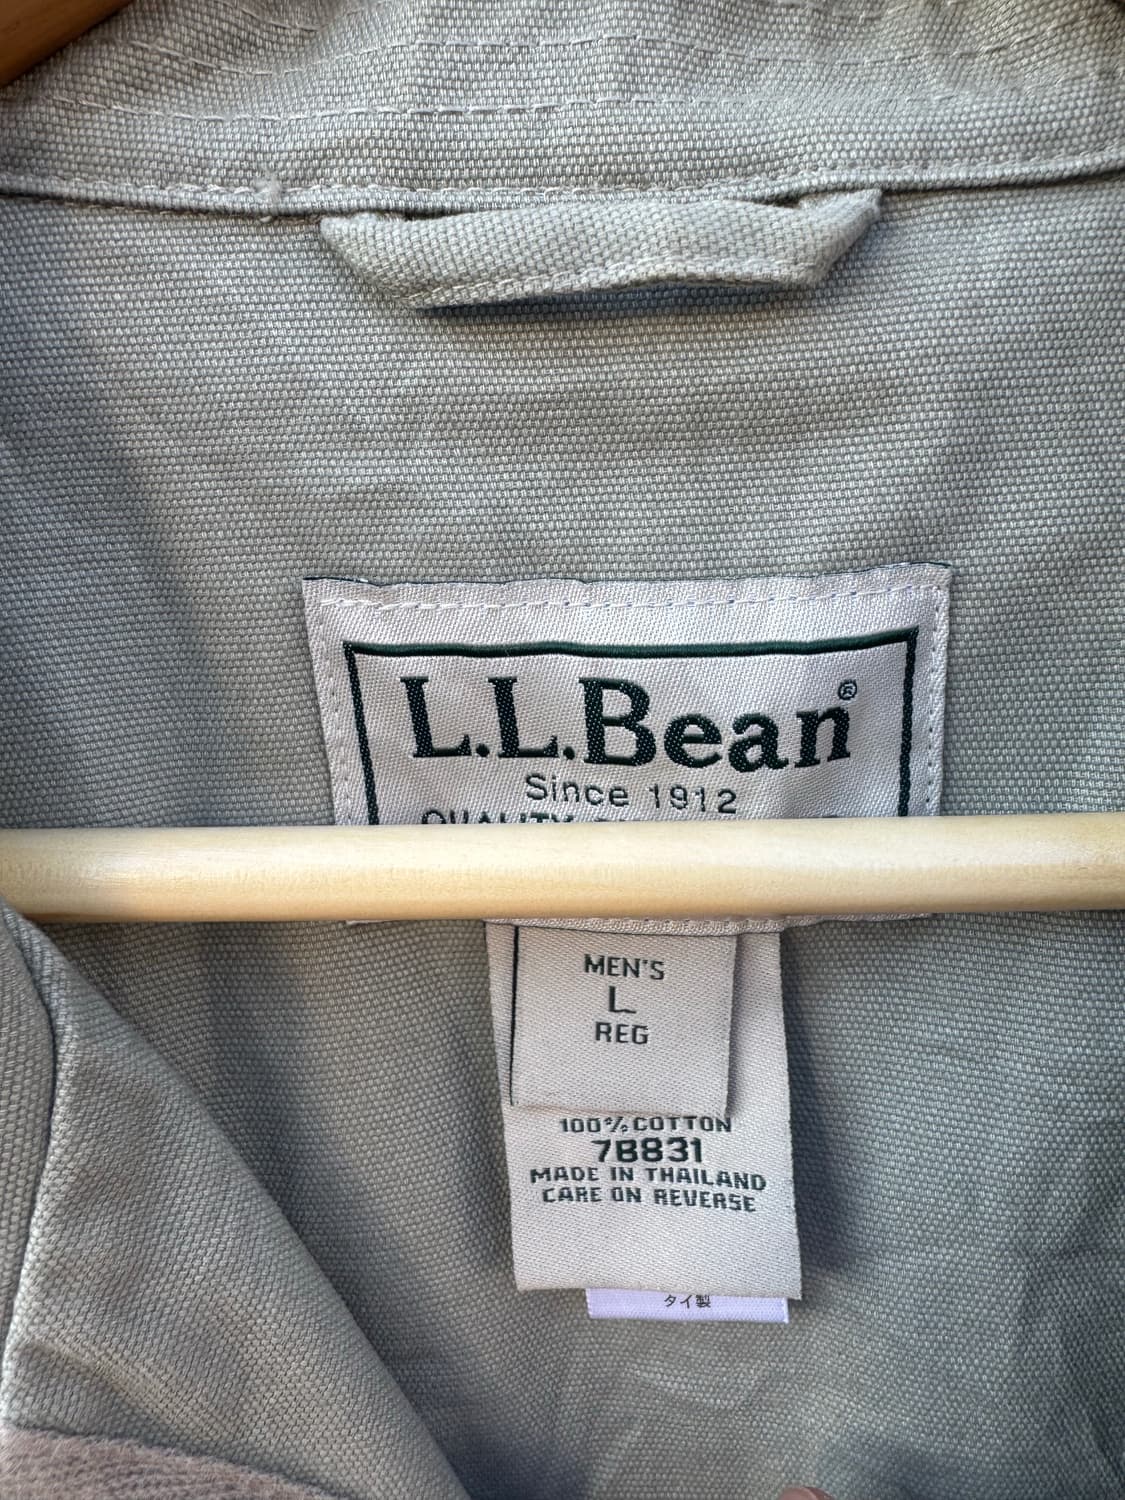 L.L.Bean®
Since 1912
MEN'S
L
REG
100% COTTON
7B831
MADE IN THAILAND
CARE ON REVERSE
タイ製